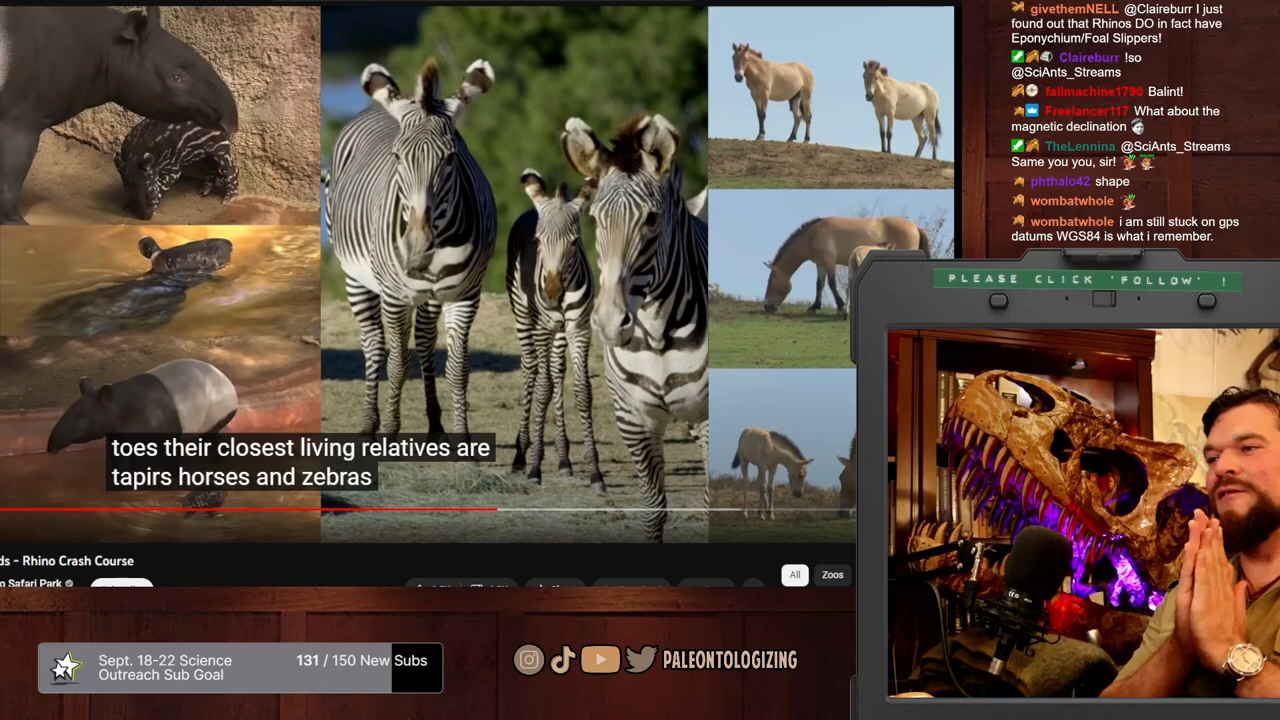 givethemNELL @Claireburr I just
found out that Rhinos DO in fact have
Eponychium/Foal Slippers!
Claireburr !so
@SciAnts_Streams
fallmachine1790 Balint!
Freelancer117 What about the
magnetic declination
TheLennina @SciAnts_Streams
Same you you, sir!
phthalo42 shape
wombatwhole
wombatwhole i am still stuck on gps
datums WGS84 is what i remember.
PLEASE CLICK 'FOLLOW' !
toes their closest living relatives are
tapirs horses and zebras
ds - Rhino Crash Course
o Safari Park
All
Zoos
Sept. 18-22 Science
Outreach Sub Goal
131 / 150 New Subs
PALEONTOLOGIZING